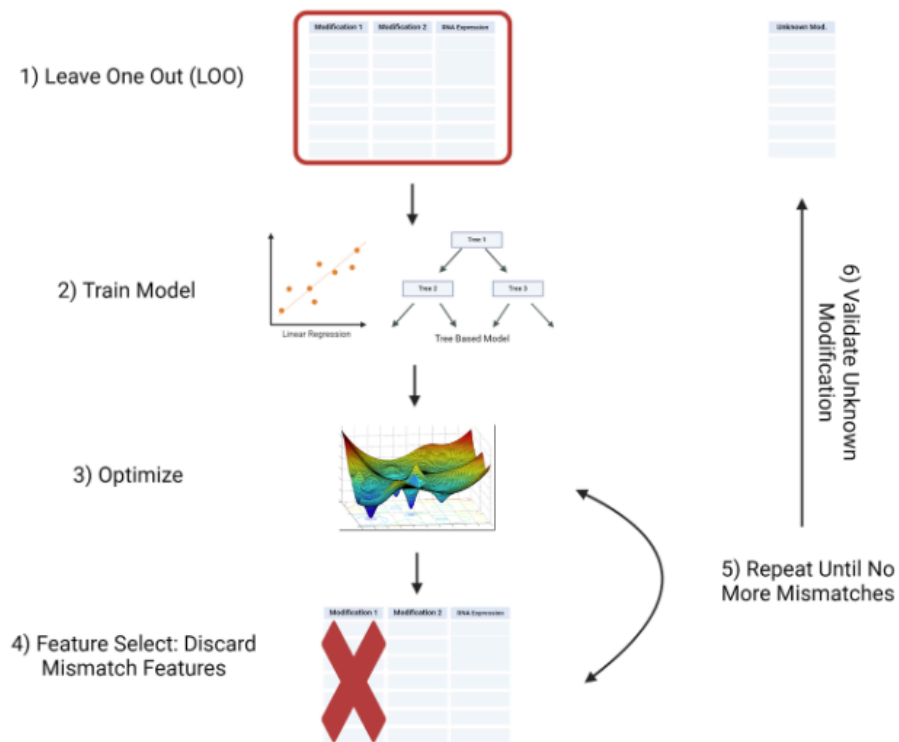 Modification 1 Modification 2 RNA Expression
Unknown Mod.
1) Leave One Out (LOO)
Tree 1
2) Train Model
Tree 2 Tree 3
Linear Regression
Tree Based Model
6) Validate Unknown
Modification
3) Optimize
5) Repeat Until No
More Mismatches
Modification 1 Modification 2 RNA Expression
4) Feature Select: Discard
Mismatch Features